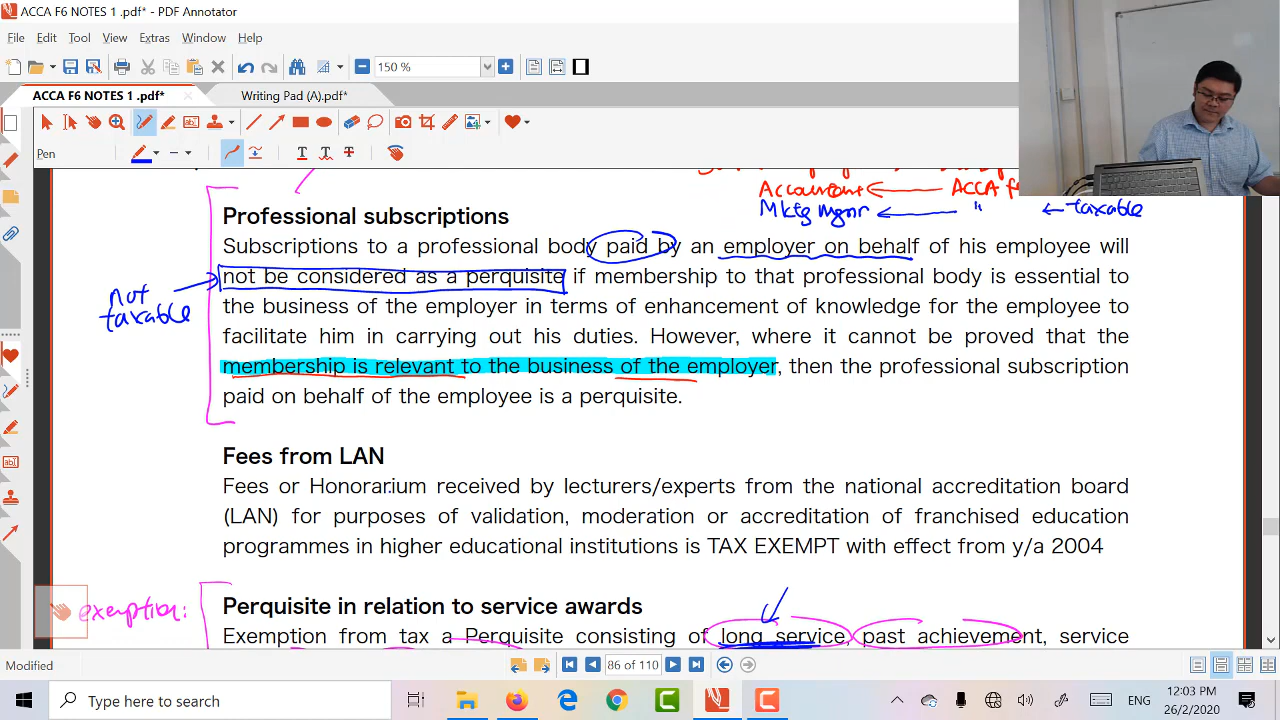 ACCA F6 NOTES 1 .pdf* - PDF Annotator
File Edit Tool View Extras Window Help
150 %
ACCA F6 NOTES 1 .pdf* Writing Pad (A).pdf*
Pen
Accountant ACCA
Mktg Mgnr " taxable
Professional subscriptions
Subscriptions to a professional body paid by an employer on behalf of his employee will
not be considered as a perquisite if membership to that professional body is essential to
not taxable
the business of the employer in terms of enhancement of knowledge for the employee to
facilitate him in carrying out his duties. However, where it cannot be proved that the
membership is relevant to the business of the employer, then the professional subscription
paid on behalf of the employee is a perquisite.
Fees from LAN
Fees or Honorarium received by lecturers/experts from the national accreditation board
(LAN) for purposes of validation, moderation or accreditation of franchised education
programmes in higher educational institutions is TAX EXEMPT with effect from y/a 2004
exemption:
Perquisite in relation to service awards
Exemption from tax a Perquisite consisting of long service, past achievement, service
Modified 86 of 110
Type here to search ENG 12:03 PM
26/2/2020